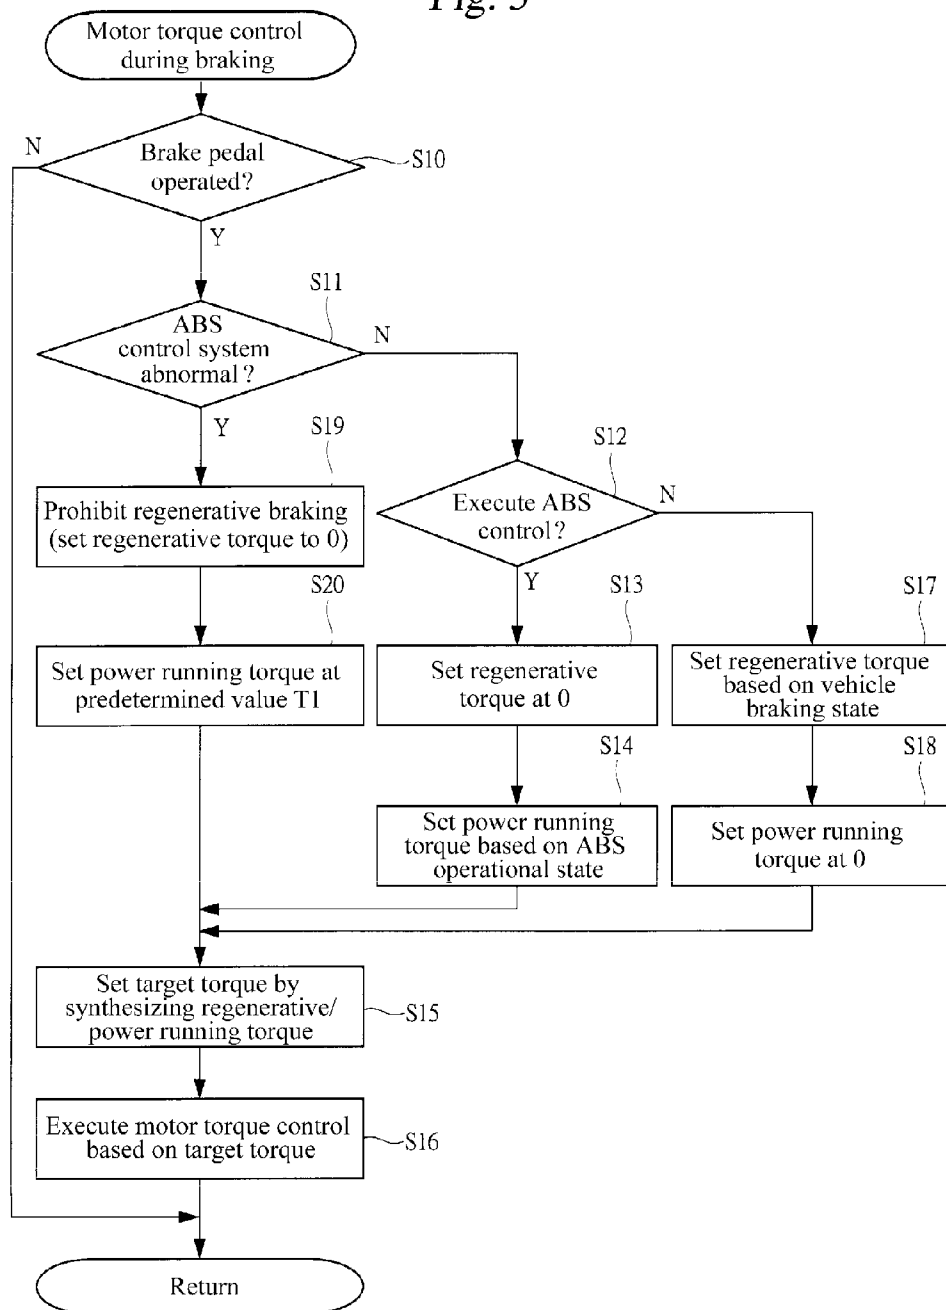 Motor torque control
during braking
N
Brake pedal
operated?
S10
Y
S11
ABS
control system
abnormal?
N
Y
S19
S12
Prohibit regenerative braking
(set regenerative torque to 0)
Execute ABS
control?
N
Y
S20
S13
S17
Set power running torque at
predetermined value T1
Set regenerative
torque at 0
Set regenerative torque
based on vehicle
braking state
S14
S18
Set power running
torque based on ABS
operational state
Set power running
torque at 0
Set target torque by
synthesizing regenerative/
power running torque
S15
Execute motor torque control
based on target torque
S16
Return